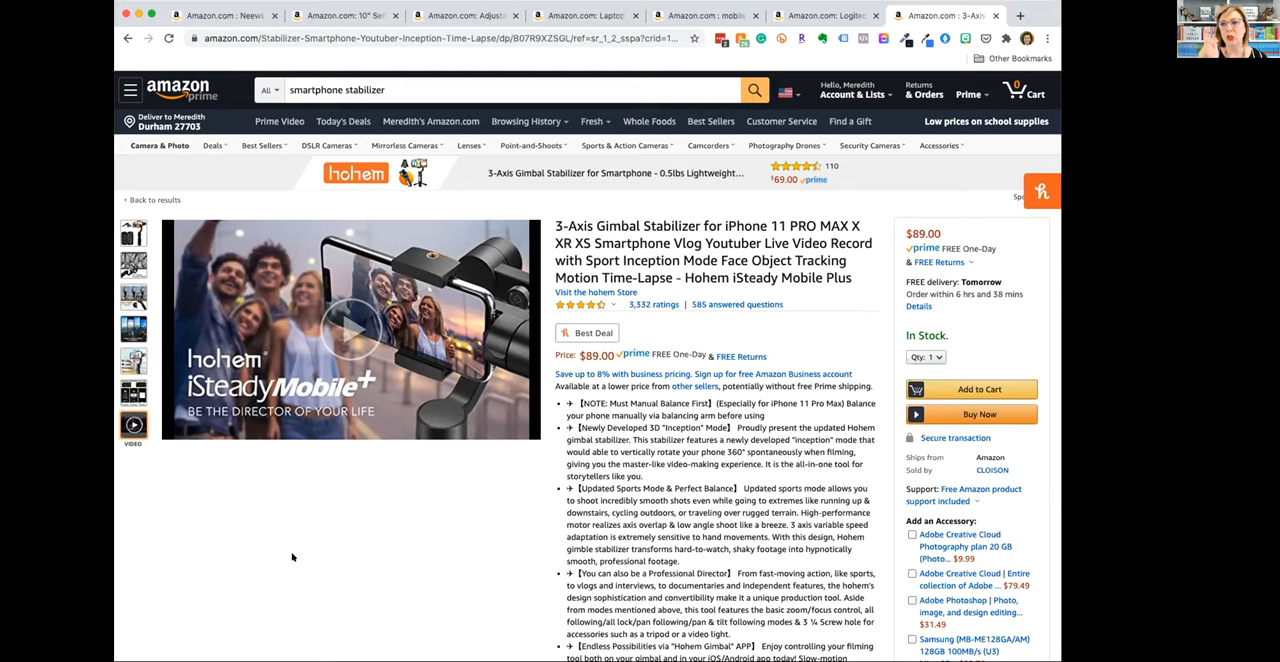 Amazon.com : Neew
Amazon.com: 10" Se
Amazon.com: Adjusta
Amazon.com: Laptop
Amazon.com : mobile
Amazon.com: Logitec
Amazon.com : 3-Axis
amazon.com/Stabilizer-Smartphone-Youtuber-Inception-Time-Lapse/dp/B07R9XZSGL/ref=sr_1_2_sspa?crid=1...
Other Bookmarks
amazon prime
All
smartphone stabilizer
Hello, Meredith
Account & Lists
Returns
& Orders
Prime
0
Cart
Deliver to Meredith
Durham 27703
Prime Video Today's Deals Meredith's Amazon.com Browsing History Fresh Whole Foods Best Sellers Customer Service Find a Gift
Low prices on school supplies
Camera & Photo Deals Best Sellers DSLR Cameras Mirrorless Cameras Lenses Point-and-Shoots Sports & Action Cameras Camcorders Photography Drones Security Cameras Accessories
hohem
3-Axis Gimbal Stabilizer for Smartphone - 0.5lbs Lightweight...
110
$69.00 prime
‹ Back to results
hohem
iSteadyMobile+
BE THE DIRECTOR OF YOUR LIFE
VIDEO
3-Axis Gimbal Stabilizer for iPhone 11 PRO MAX X
XR XS Smartphone Vlog Youtuber Live Video Record
with Sport Inception Mode Face Object Tracking
Motion Time-Lapse - Hohem iSteady Mobile Plus
Visit the hohem Store
3,332 ratings | 585 answered questions
Best Deal
Price: $89.00 prime FREE One-Day & FREE Returns
Save up to 8% with business pricing. Sign up for free Amazon Business account
Available at a lower price from other sellers, potentially without free Prime shipping.
• ✈【NOTE: Must Manual Balance First】(Especially for iPhone 11 Pro Max) Balance
your phone manually via balancing arm before using
• ✈【Newly Developed 3D "Inception" Mode】 Proudly present the updated Hohem
gimbal stabilizer. This stabilizer features a newly developed "inception" mode that
would able to vertically rotate your phone 360° spontaneously when filming,
giving you the master-like video-making experience. It is the all-in-one tool for
storytellers like you.
• ✈【Updated Sports Mode & Perfect Balance】 Updated sports mode allows you
to shoot incredibly smooth shots even while going to extremes like running up &
downstairs, cycling outdoors, or traveling over rugged terrain. High-performance
motor realizes axis overlap & low angle shoot like a breeze. 3 axis variable speed
adaptation is extremely sensitive to hand movements. With this design, Hohem
gimble stabilizer transforms hard-to-watch, shaky footage into hypnotically
smooth, professional footage.
• ✈【You can also be a Professional Director】 From fast-moving action, like sports,
to vlogs and interviews, to documentaries and independent features, the hohem's
design sophistication and convertibility make it a unique production tool. Aside
from modes mentioned above, this tool features the basic zoom/focus control, all
following/all lock/pan following/pan & tilt following modes & 3 ¼ Screw hole for
accessories such as a tripod or a video light.
• ✈【Endless Possibilities via "Hohem Gimbal" APP】 Enjoy controlling your filming
tool both on your gimbal and in your iOS/Android app today! Slow-motion
$89.00
prime FREE One-Day
& FREE Returns
FREE delivery: Tomorrow
Order within 6 hrs and 38 mins
Details
In Stock.
Qty: 1
Add to Cart
Buy Now
Secure transaction
Ships from Amazon
Sold by CLOISON
Support: Free Amazon product
support included
Add an Accessory:
Adobe Creative Cloud
Photography plan 20 GB
(Photo... $9.99
Adobe Creative Cloud | Entire
collection of Adobe ... $79.49
Adobe Photoshop | Photo,
image, and design editing...
$31.49
Samsung (MB-ME128GA/AM)
128GB 100MB/s (U3)